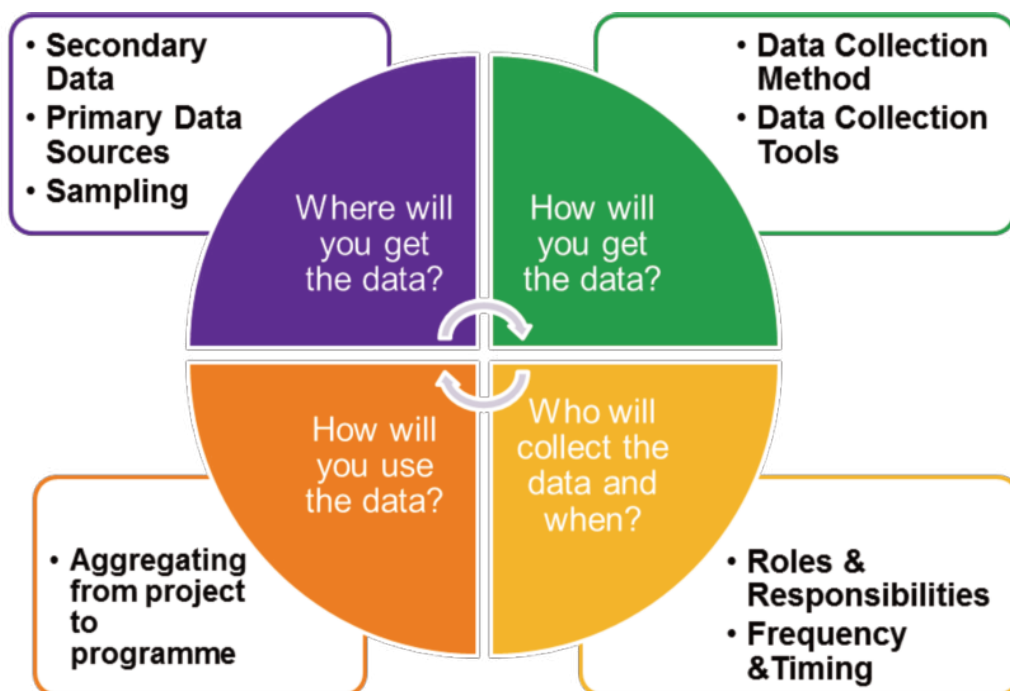 • Secondary
Data
• Primary Data
Sources
• Sampling
Where will
you get
the data?
• Data Collection
Method
• Data Collection
Tools
How will
you get
the data?
How will
you use
the data?
• Aggregating
from project
to
programme
Who will
collect the
data and
when?
• Roles &
Responsibilities
• Frequency
&Timing